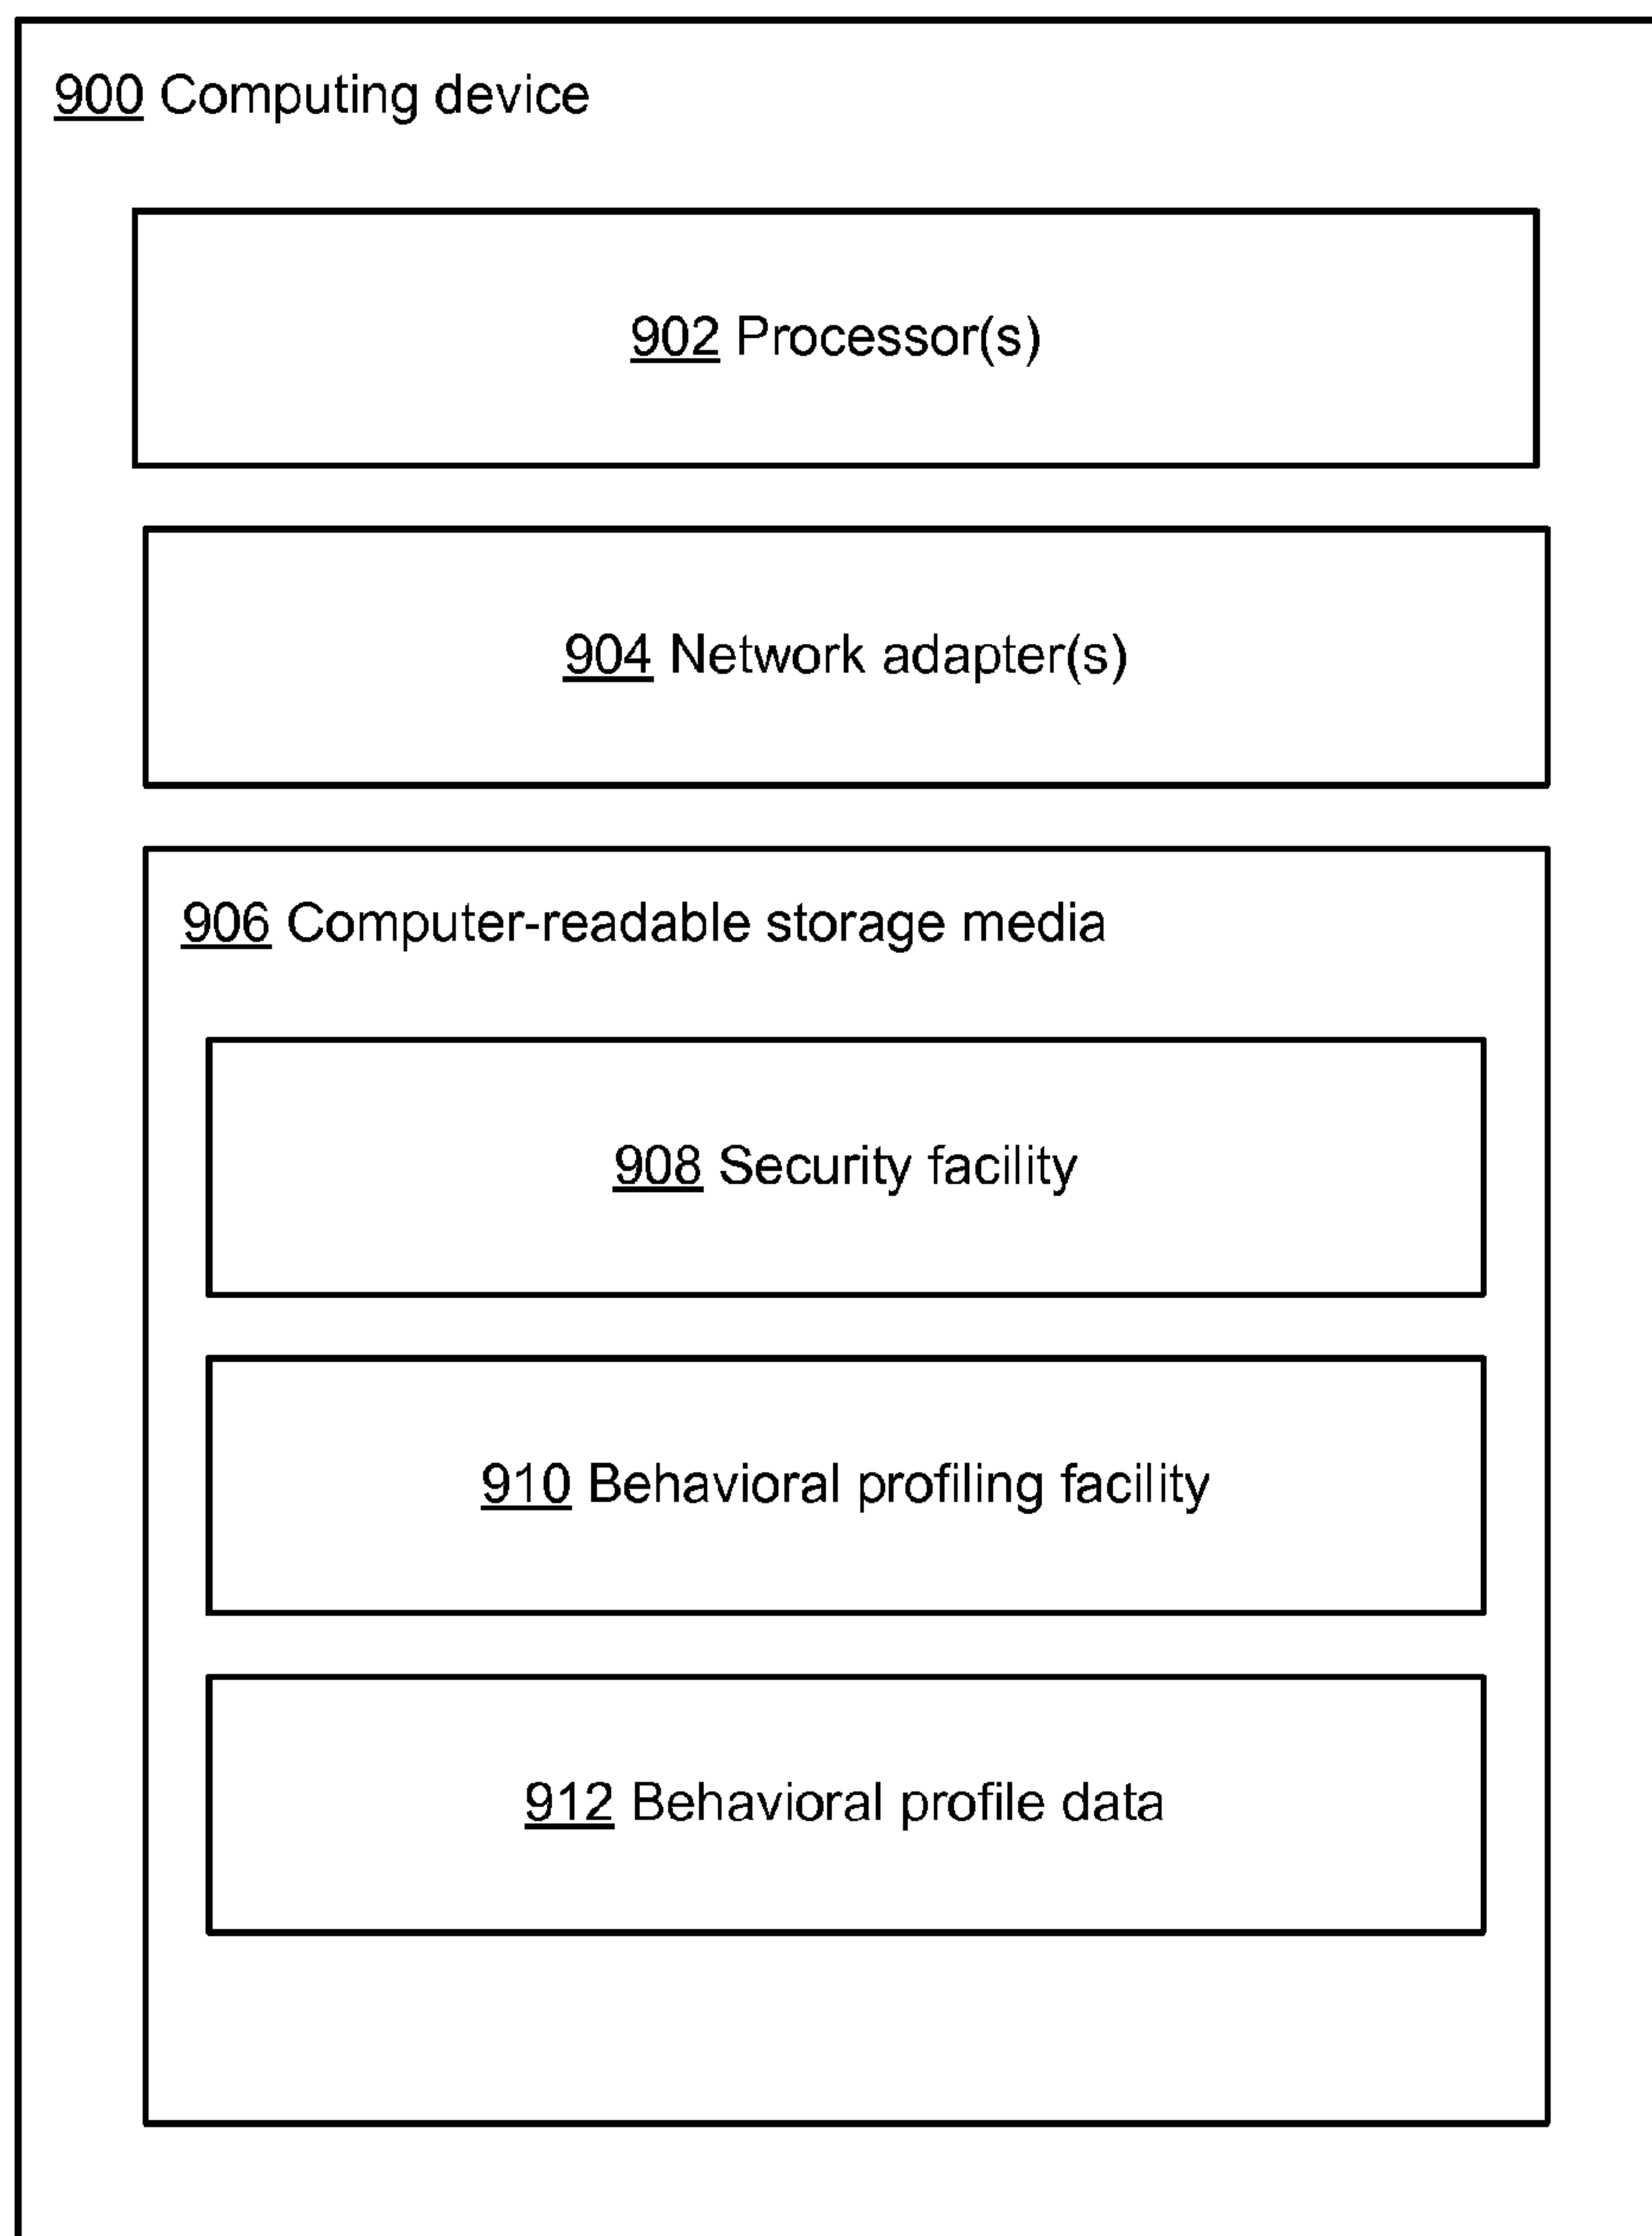 900 Computing device
902 Processor(s)
904 Network adapter(s)
906 Computer-readable storage media
908 Security facility
910 Behavioral profiling facility
912 Behavioral profile data